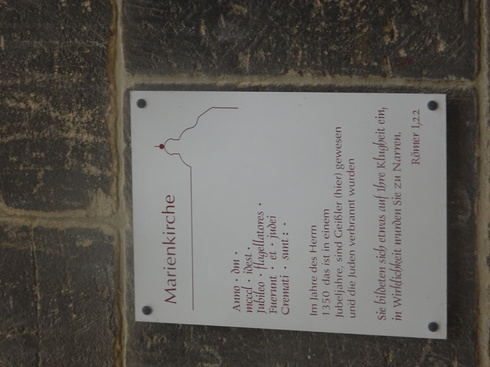 Marienkirche
Anno · dni ·
mcccl · idest ·
Jubileo · flagellatores ·
Fuerunt · et · judei
Cremati · sunt : ·
Im Jahre des Herrn
1350 das ist in einem
Jubeljahre, sind Geißler (hier) gewesen
und die Juden verbrannt wurden
Sie bildeten sich etwas auf Ihre Klugheit ein,
in Wirklichkeit wurden Sie zu Narren.
Römer 1,22